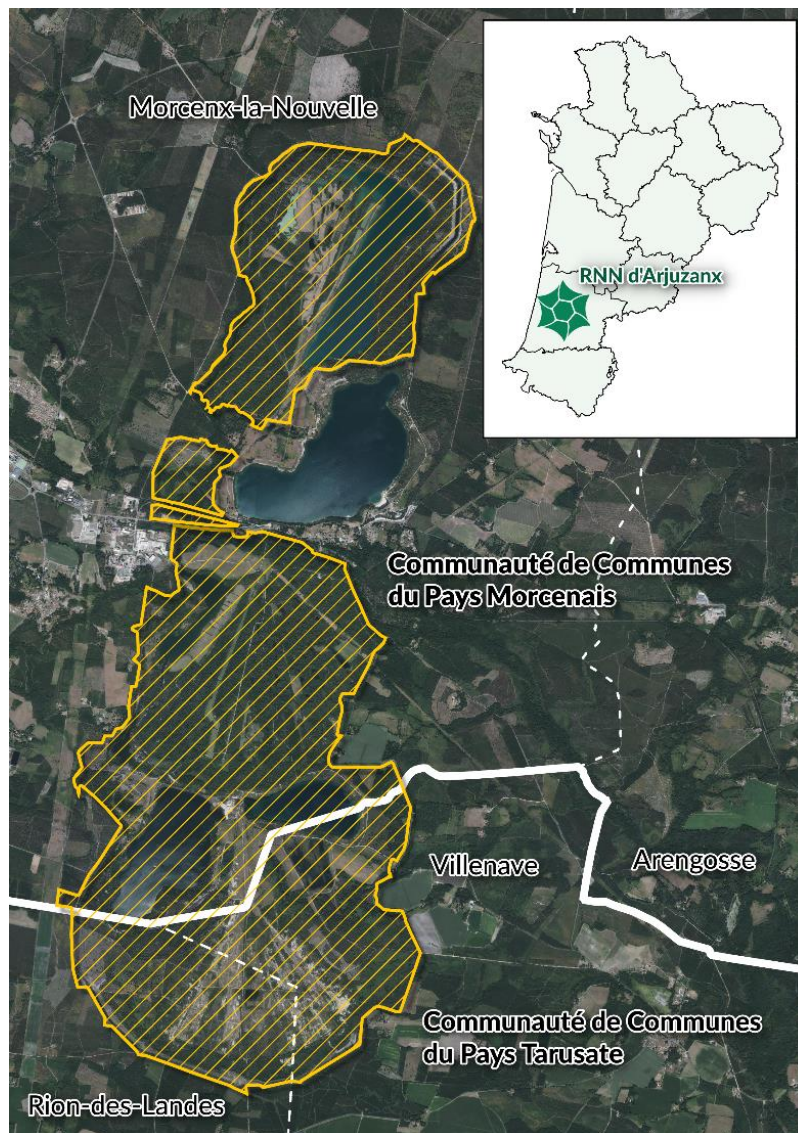 Morcenx-la-Nouvelle
RNN d'Arjuzanx
Communauté de Communes
du Pays Morcenais
Villenave
Arengosse
Communauté de Communes
du Pays Tarusate
Rion-des-Landes